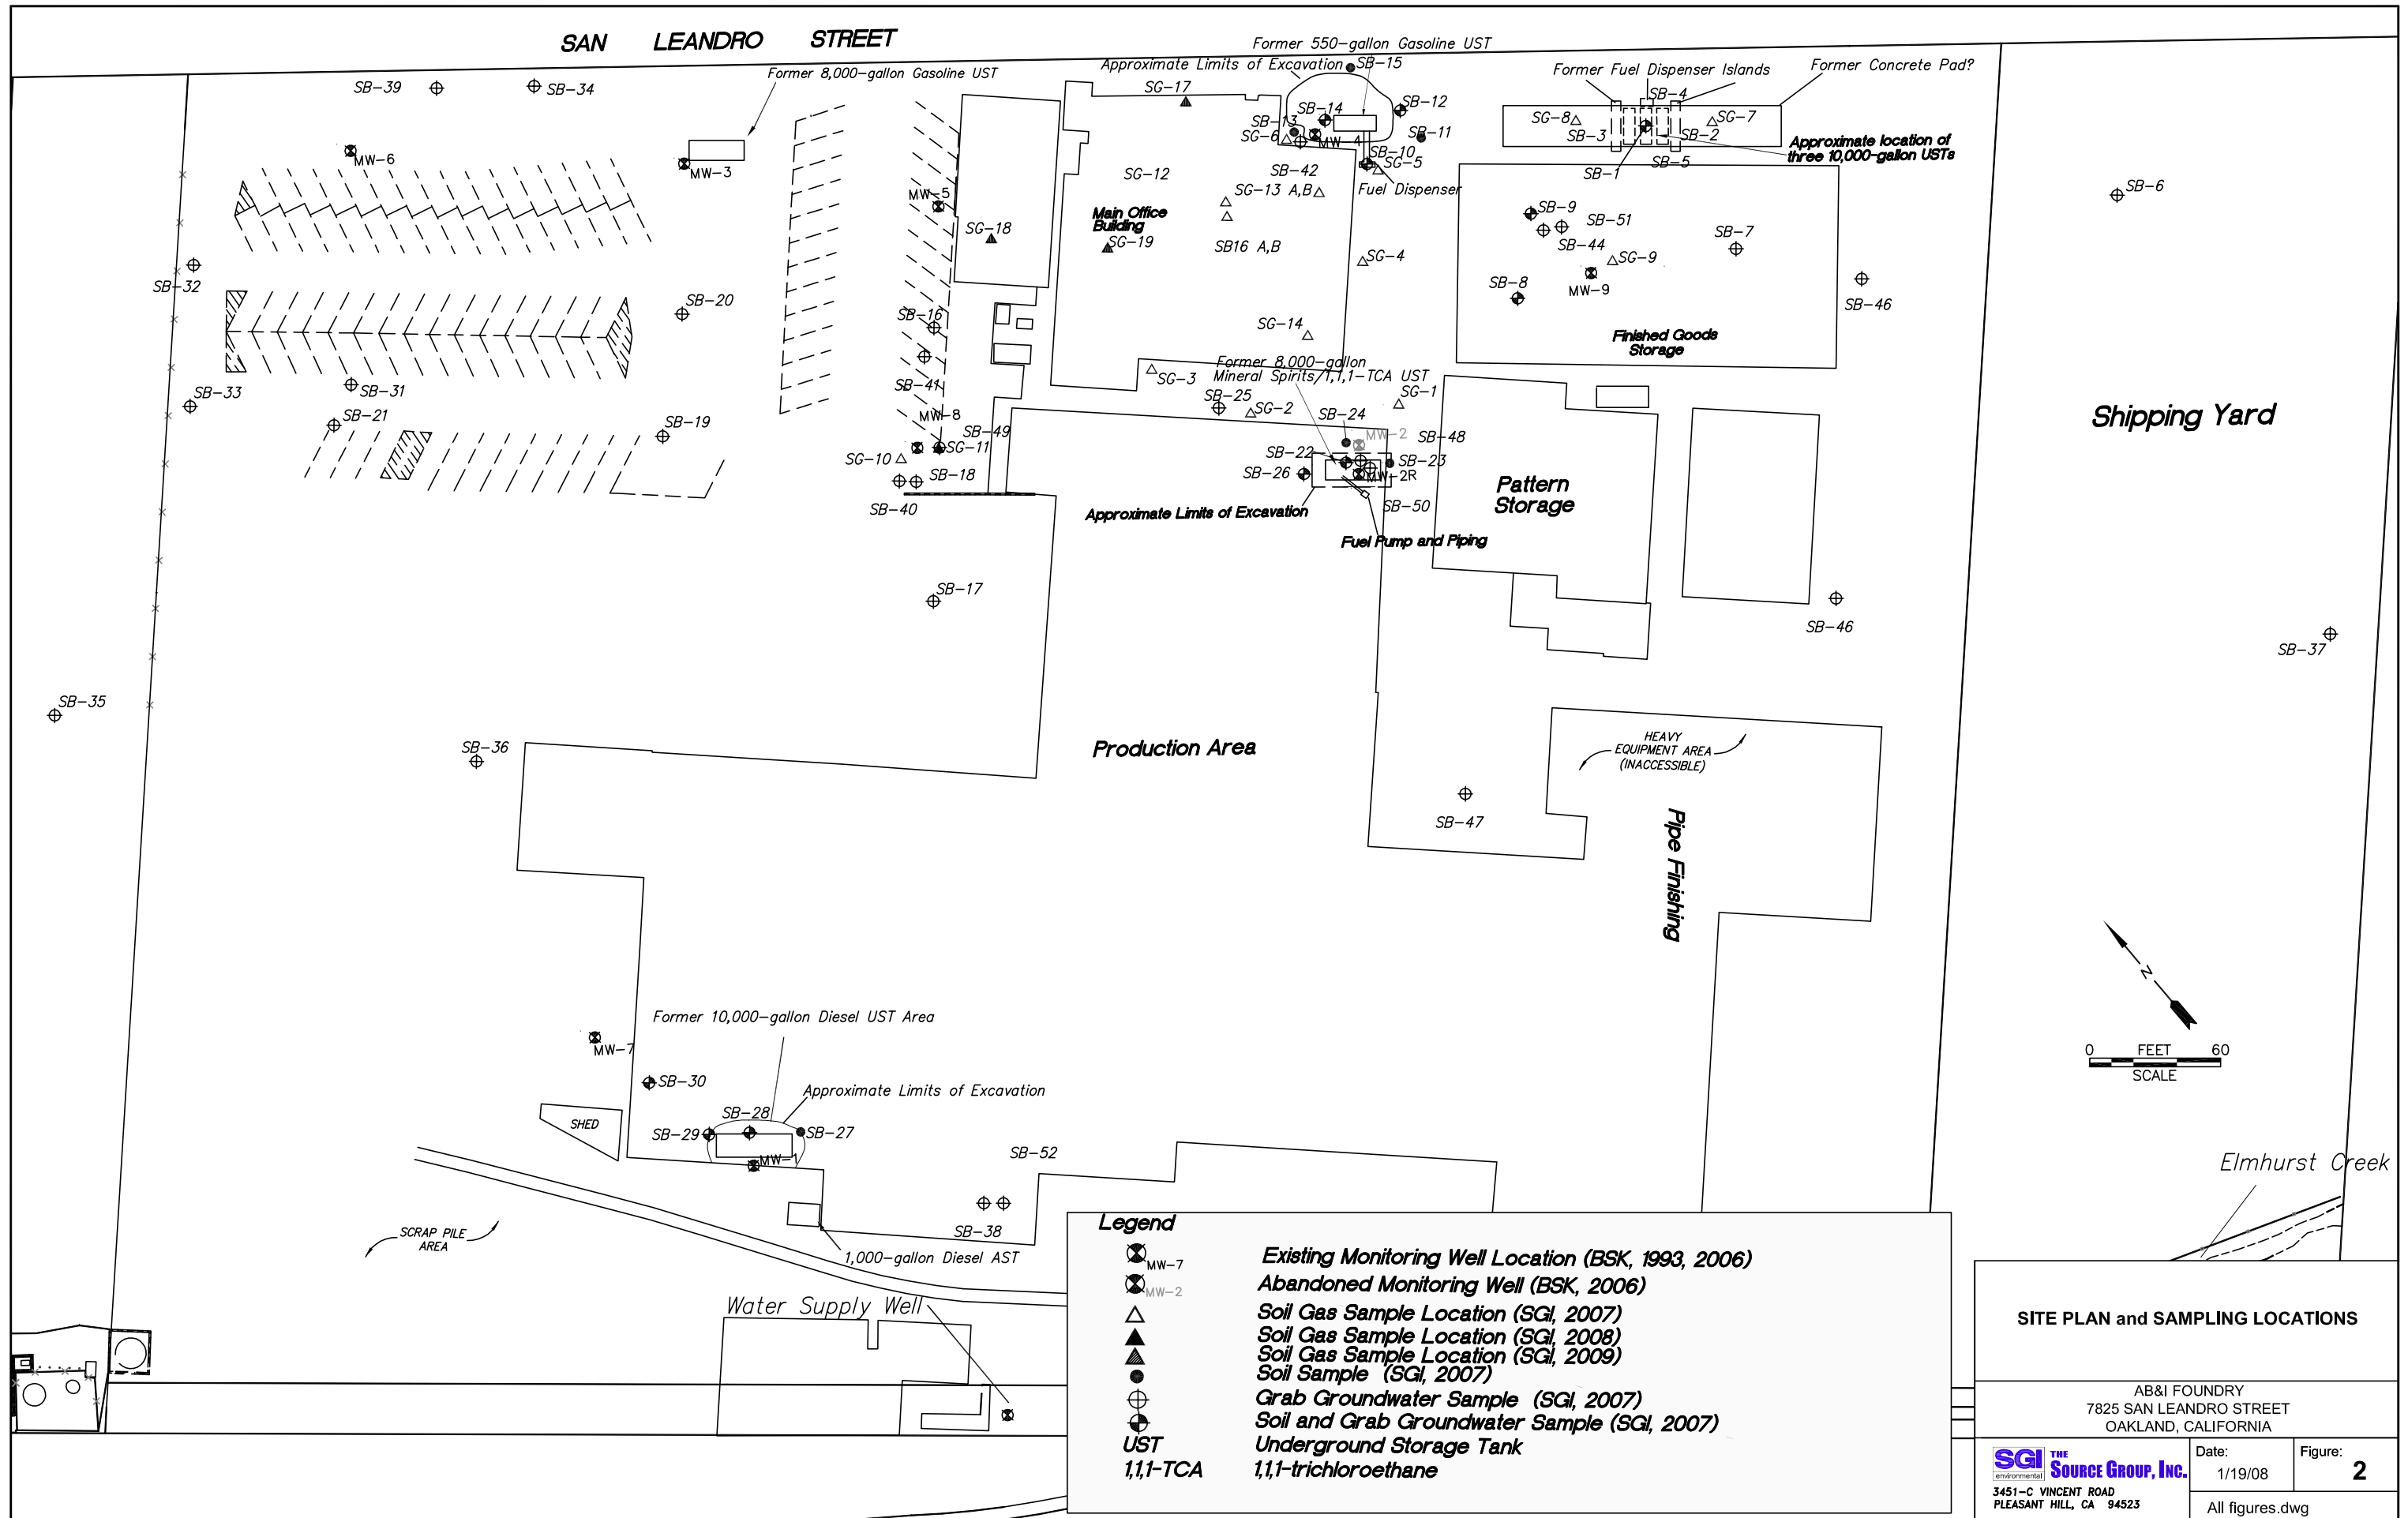 SAN LEANDRO STREET
Former 550-gallon Gasoline UST
Approximate Limits of Excavation
SB-15
Former 8,000-gallon Gasoline UST
Former Fuel Dispenser Islands
Former Concrete Pad?
SB-39
SB-34
SG-17
SB-14
SB-12
SB-4
SB-13
SG-6
MW-4
SB-11
SG-8
SG-7
SB-3
SB-2
Approximate location of
three 10,000-gallon USTs
MW-6
MW-3
SB-10
SG-5
SB-5
SG-12
SB-42
SB-1
SG-13 A,B
Fuel Dispenser
SB-6
MW-5
Main Office
Building
SB-9
SB-51
SG-18
SG-19
SB16 A,B
SB-44
SB-7
SG-4
SG-9
SB-32
SB-8
MW-9
SB-46
SB-20
SB-16
SG-14
Finished Goods
Storage
Former 8,000-gallon
Mineral Spirits/1,1,1-TCA UST
SG-3
SB-33
SB-31
SB-41
SG-1
SB-21
MW-8
SB-25
SG-2
SB-24
Shipping Yard
SB-19
SB-49
MW-2
SB-48
SG-11
SG-10
SB-22
SB-23
SB-18
SB-26
MW-2R
Pattern
Storage
SB-40
Approximate Limits of Excavation
SB-50
Fuel Pump and Piping
SB-17
SB-46
SB-37
SB-35
SB-36
Production Area
HEAVY
EQUIPMENT AREA
(INACCESSIBLE)
SB-47
Pipe Finishing
N
Former 10,000-gallon Diesel UST Area
MW-7
0 FEET 60
SCALE
SB-30
Approximate Limits of Excavation
SHED
SB-28
SB-29
SB-27
MW-1
SB-52
Elmhurst Creek
SCRAP PILE
AREA
SB-38
1,000-gallon Diesel AST
Water Supply Well
Legend
MW-7 Existing Monitoring Well Location (BSK, 1993, 2006)
MW-2 Abandoned Monitoring Well (BSK, 2006)
Soil Gas Sample Location (SGI, 2007)
Soil Gas Sample Location (SGI, 2008)
Soil Gas Sample Location (SGI, 2009)
Soil Sample (SGI, 2007)
Grab Groundwater Sample (SGI, 2007)
Soil and Grab Groundwater Sample (SGI, 2007)
UST Underground Storage Tank
1,1,1-TCA 1,1,1-trichloroethane
SITE PLAN and SAMPLING LOCATIONS
AB&I FOUNDRY
7825 SAN LEANDRO STREET
OAKLAND, CALIFORNIA
SGI environmental THE SOURCE GROUP, INC.
3451-C VINCENT ROAD
PLEASANT HILL, CA 94523
Date:
1/19/08
Figure:
2
All figures.dwg